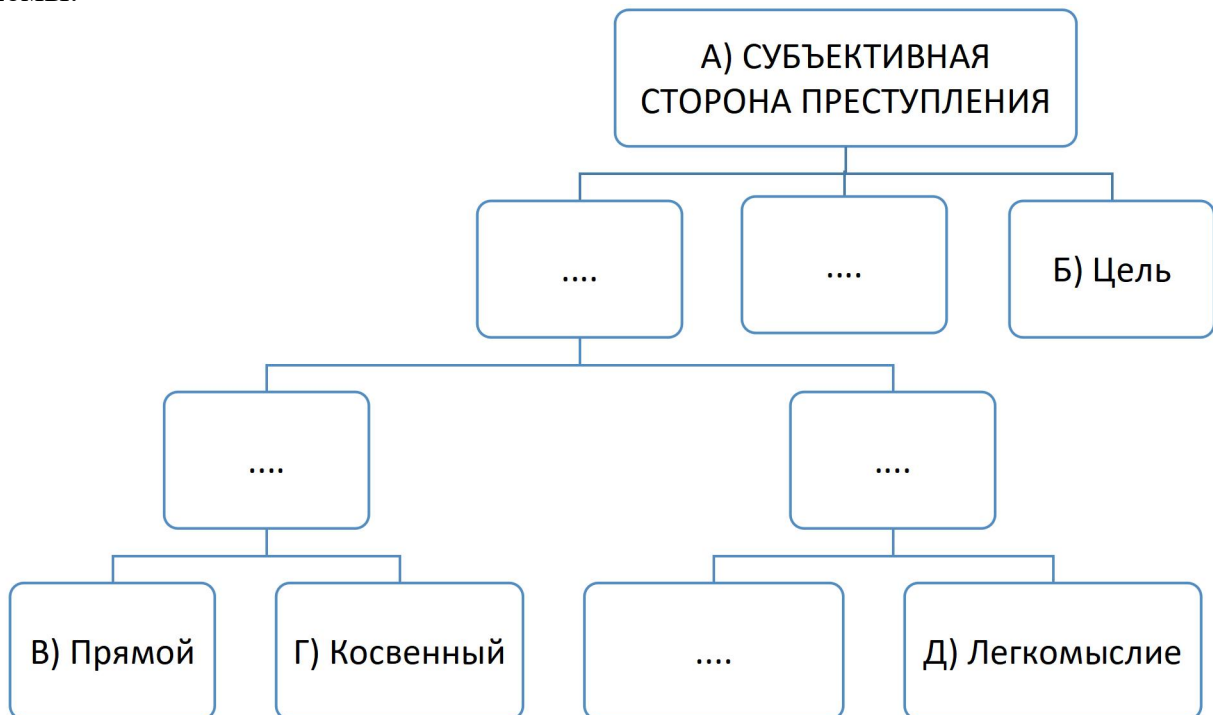 А) СУБЪЕКТИВНАЯ
СТОРОНА ПРЕСТУПЛЕНИЯ
....
....
Б) Цель
....
....
В) Прямой
Г) Косвенный
....
Д) Легкомыслие